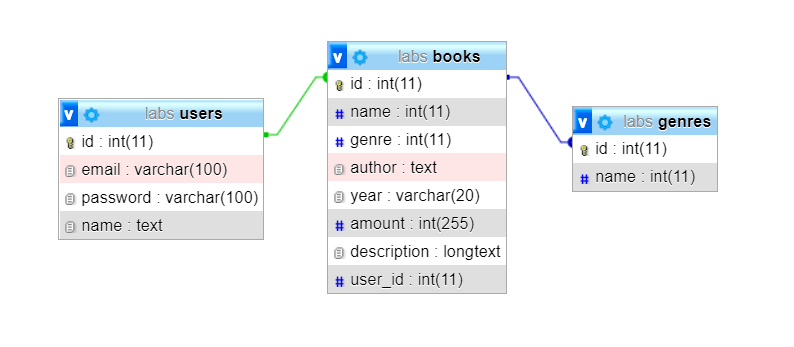 v labs users
id : int(11)
email : varchar(100)
password : varchar(100)
name : text
v labs books
id : int(11)
name : int(11)
genre : int(11)
author : text
year : varchar(20)
amount : int(255)
description : longtext
user_id : int(11)
v labs genres
id : int(11)
name : int(11)